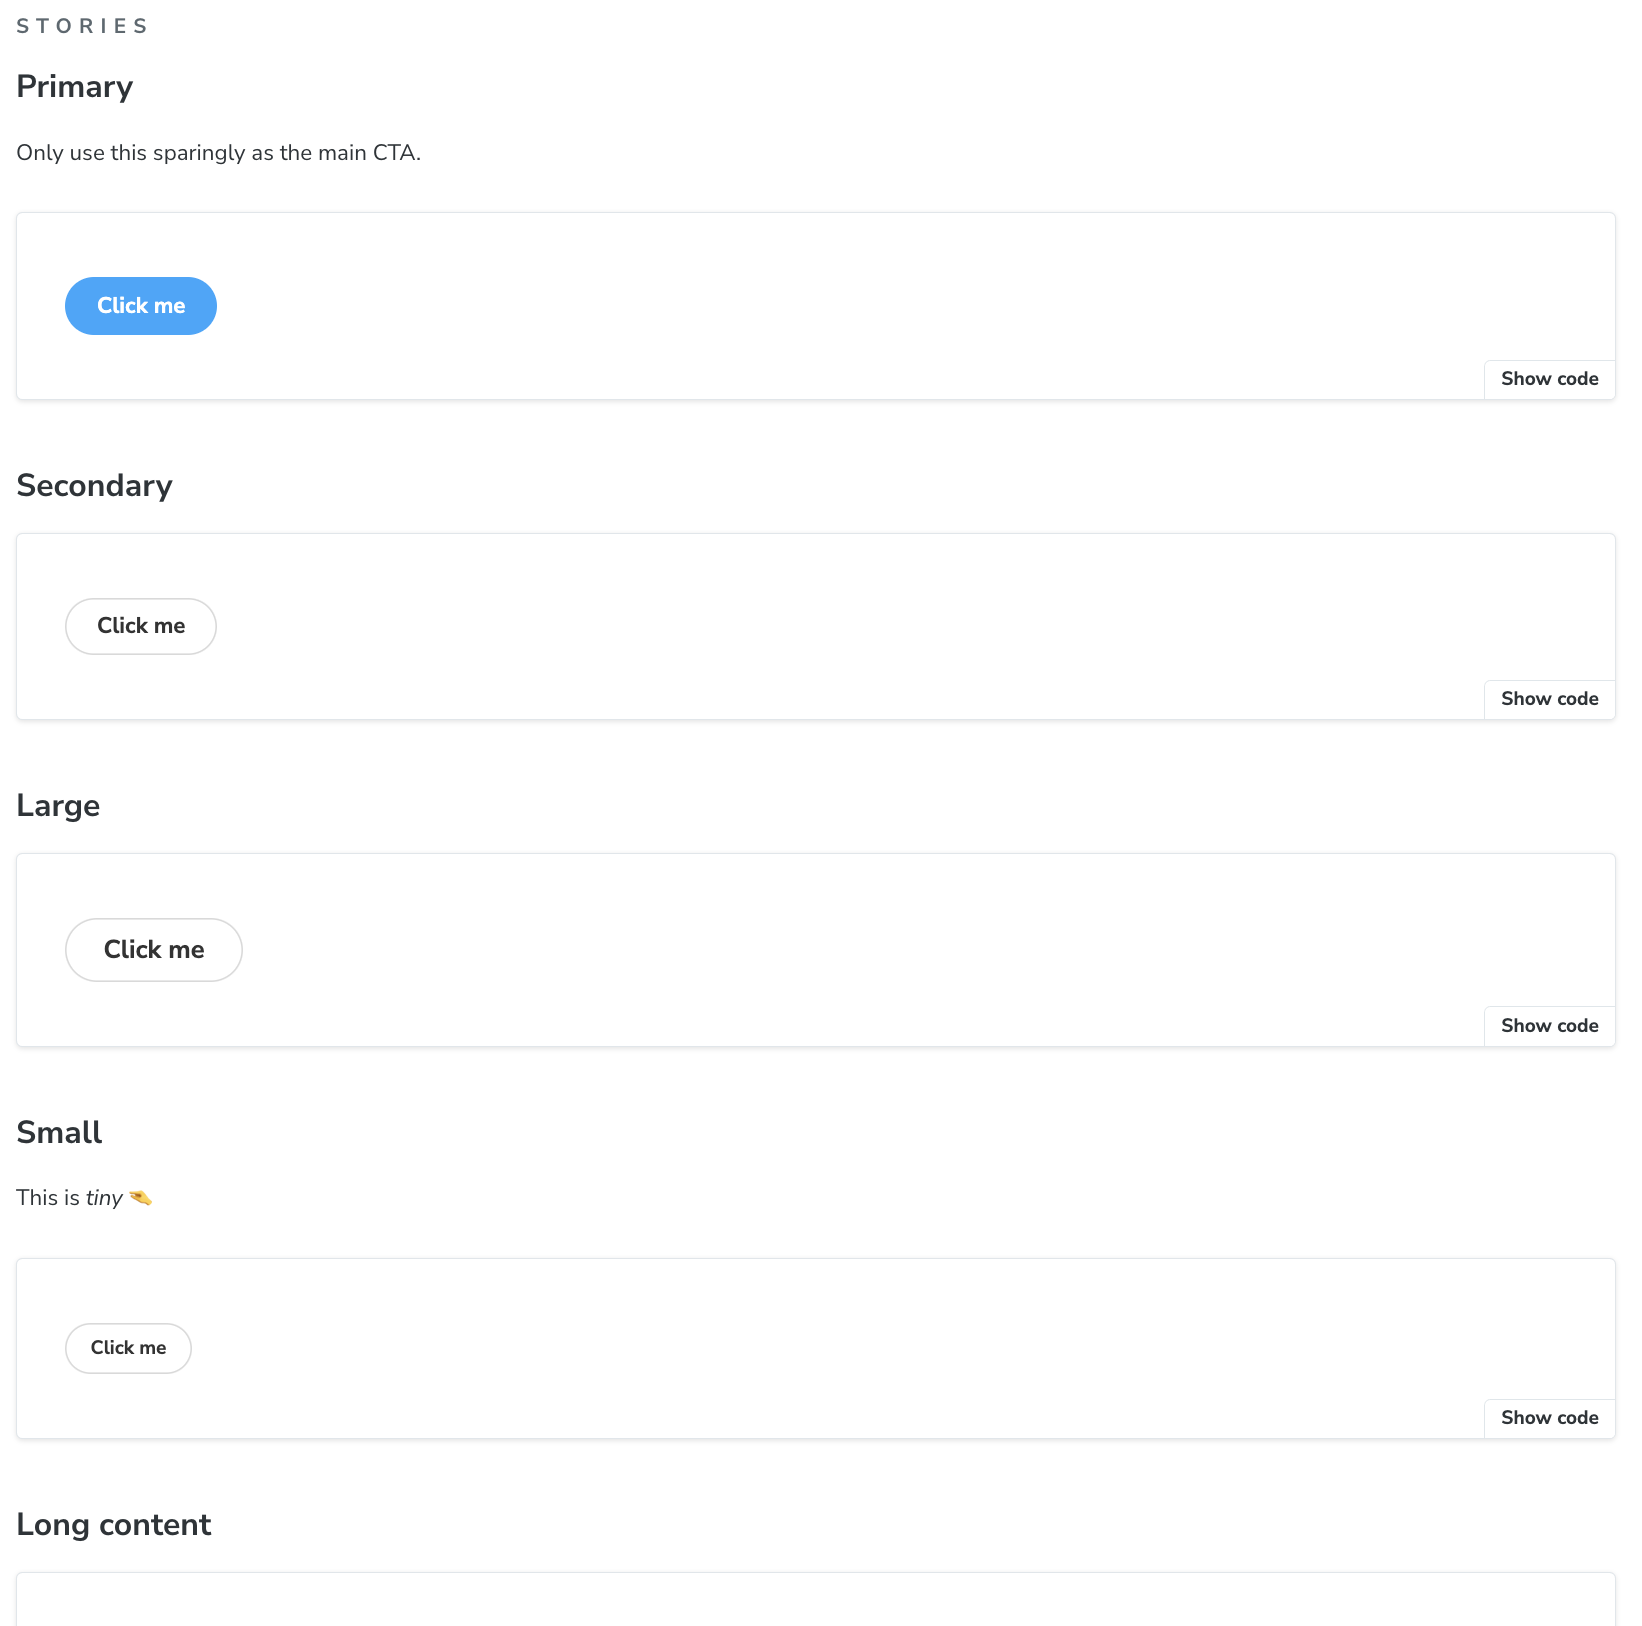 STORIES
Primary
Only use this sparingly as the main CTA.
Click me
Show code
Secondary
Click me
Show code
Large
Click me
Show code
Small
This is tiny 🤏
Click me
Show code
Long content